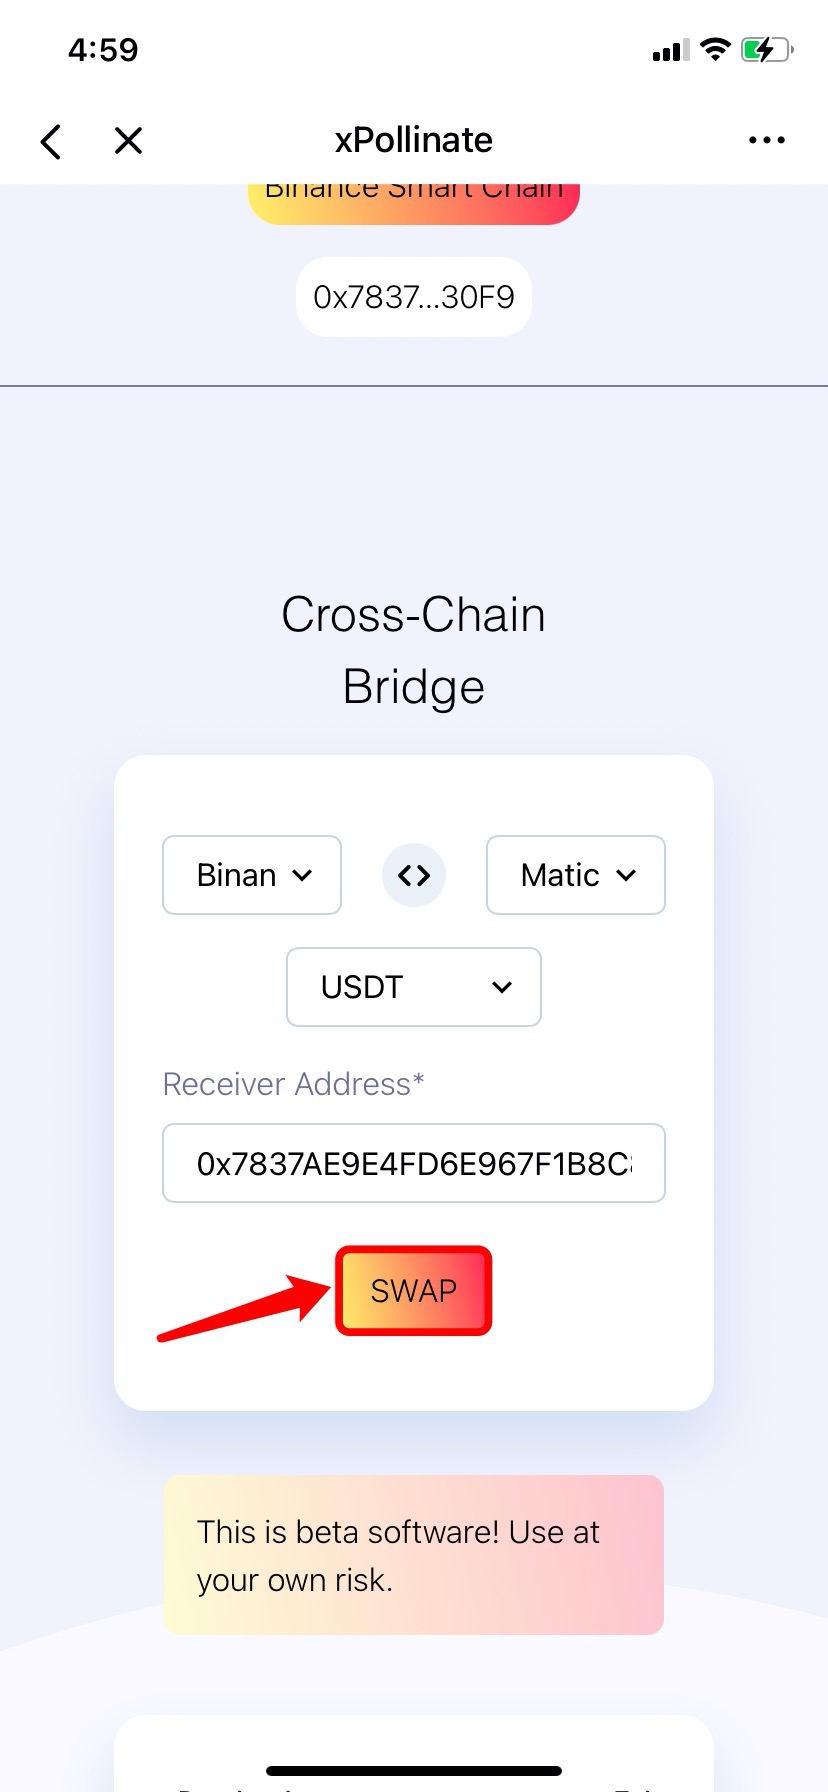 4:59
xPollinate
Binance Smart Chain
0x7837...30F9
Cross-Chain
Bridge
Binan
Matic
USDT
Receiver Address*
0x7837AE9E4FD6E967F1B8C
SWAP
This is beta software! Use at
your own risk.